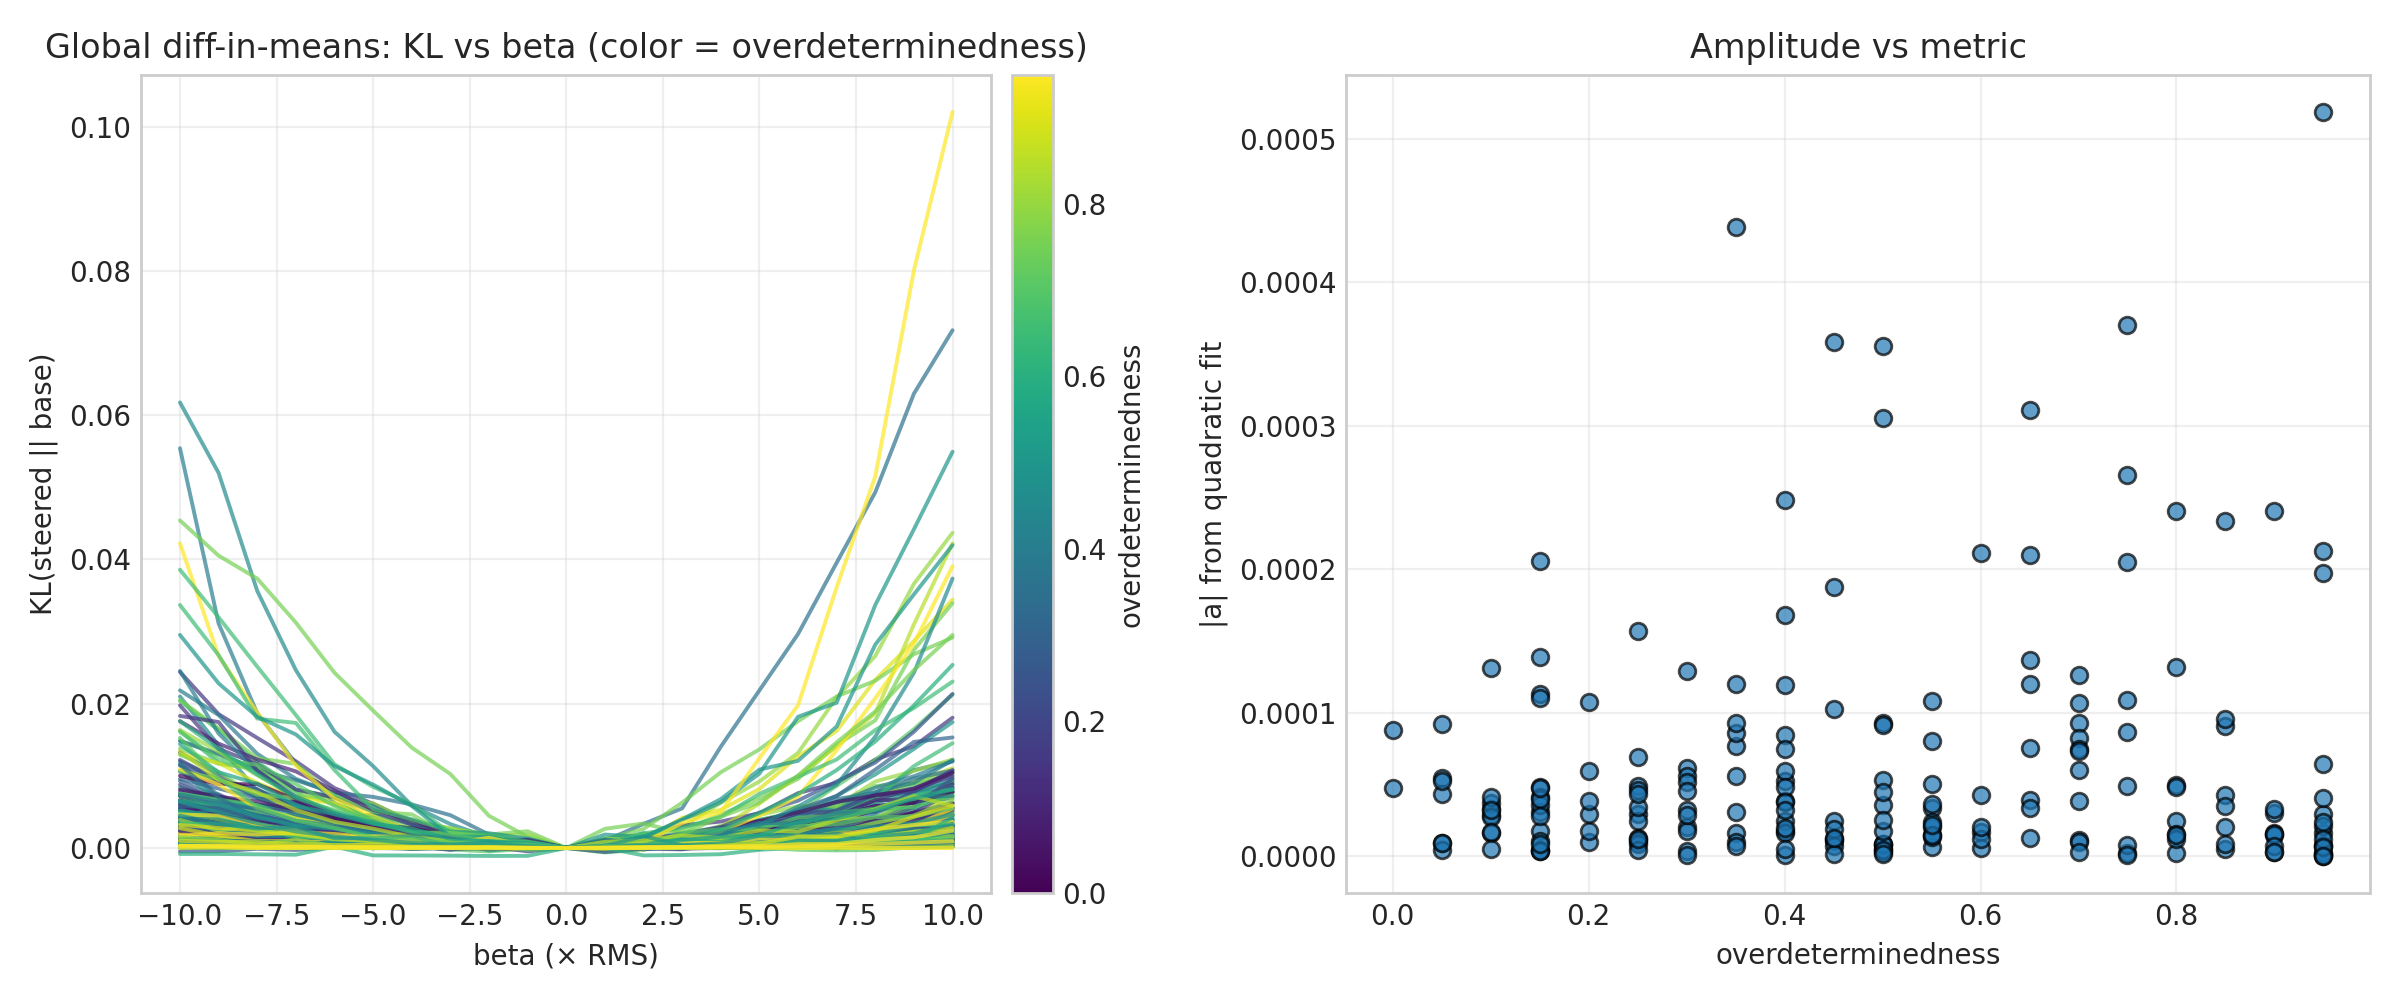 Global diff-in-means: KL vs beta (color = overdeterminedness)
KL(steered || base)
0.10
0.08
0.06
0.04
0.02
0.00
−10.0 −7.5 −5.0 −2.5 0.0 2.5 5.0 7.5 10.0
beta (× RMS)
0.8
0.6
0.4
0.2
0.0
overdeterminedness
Amplitude vs metric
|a| from quadratic fit
0.0005
0.0004
0.0003
0.0002
0.0001
0.0000
0.0 0.2 0.4 0.6 0.8
overdeterminedness